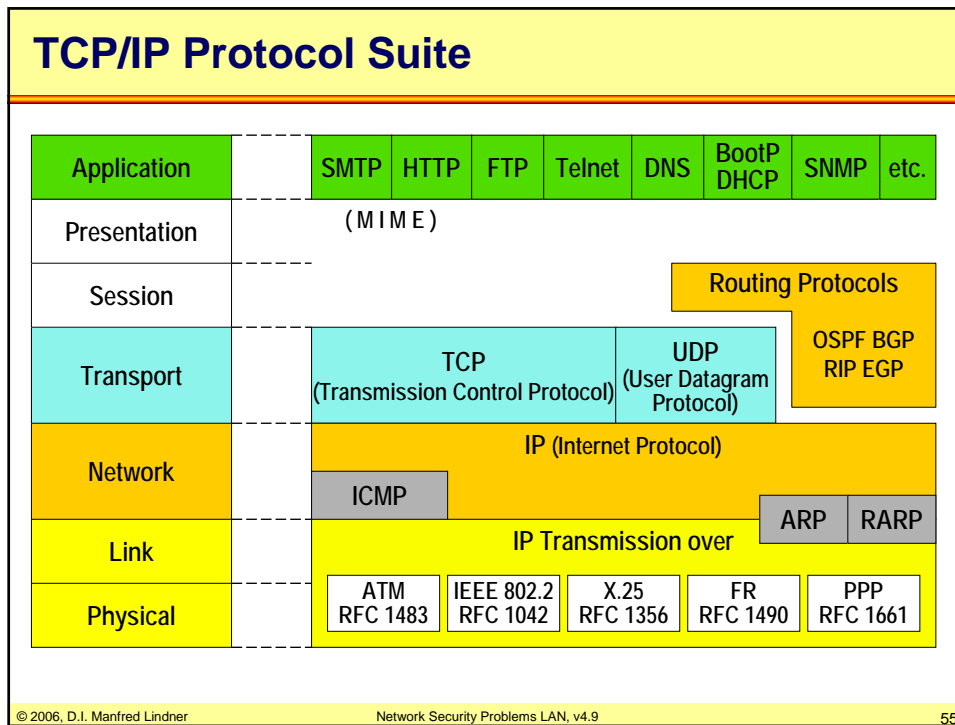 TCP/IP Protocol Suite
Application
SMTP
HTTP
FTP
Telnet
DNS
BootP
DHCP
SNMP
etc.
Presentation
( M I M E )
Session
Routing Protocols
OSPF BGP
RIP EGP
Transport
TCP
(Transmission Control Protocol)
UDP
(User Datagram
Protocol)
Network
IP (Internet Protocol)
ICMP
ARP
RARP
Link
IP Transmission over
Physical
ATM
RFC 1483
IEEE 802.2
RFC 1042
X.25
RFC 1356
FR
RFC 1490
PPP
RFC 1661
© 2006, D.I. Manfred Lindner
Network Security Problems LAN, v4.9
55